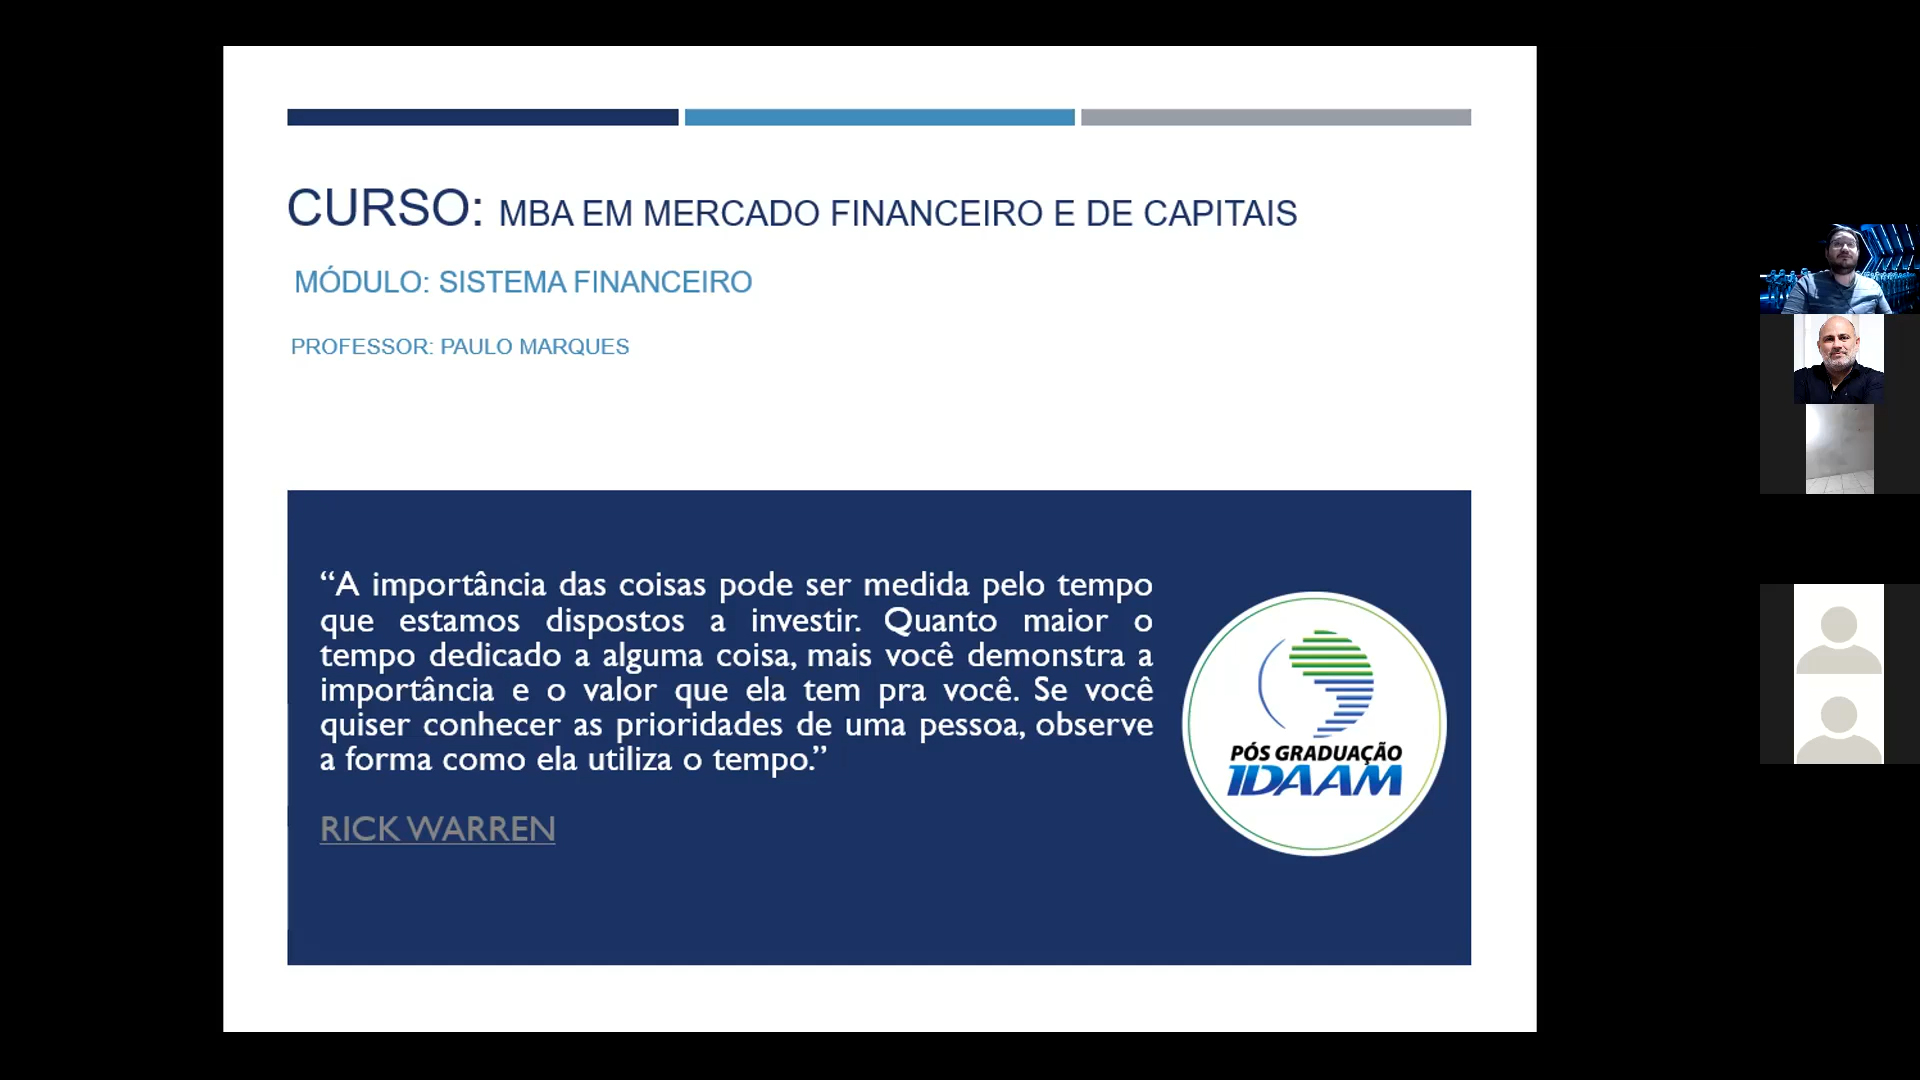 CURSO: MBA EM MERCADO FINANCEIRO E DE CAPITAIS
MÓDULO: SISTEMA FINANCEIRO
PROFESSOR: PAULO MARQUES
“A importância das coisas pode ser medida pelo tempo
que estamos dispostos a investir. Quanto maior o
tempo dedicado a alguma coisa, mais você demonstra a
importância e o valor que ela tem pra você. Se você
quiser conhecer as prioridades de uma pessoa, observe
a forma como ela utiliza o tempo.”
RICK WARREN
PÓS GRADUAÇÃO
IDAAM